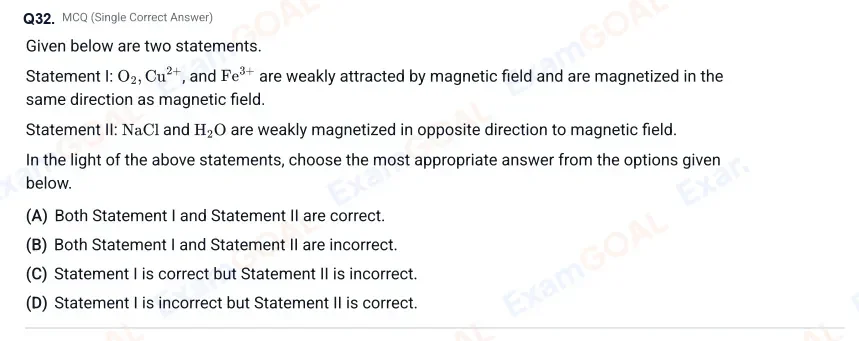 Q32. MCQ (Single Correct Answer)
Given below are two statements.
Statement I: O₂, Cu²⁺, and Fe³⁺ are weakly attracted by magnetic field and are magnetized in the
same direction as magnetic field.
Statement II: NaCl and H₂O are weakly magnetized in opposite direction to magnetic field.
In the light of the above statements, choose the most appropriate answer from the options given
below.
(A) Both Statement I and Statement II are correct.
(B) Both Statement I and Statement II are incorrect.
(C) Statement I is correct but Statement II is incorrect.
(D) Statement I is incorrect but Statement II is correct.
ExamGOAL
ExamGOAL
ExamGOAL